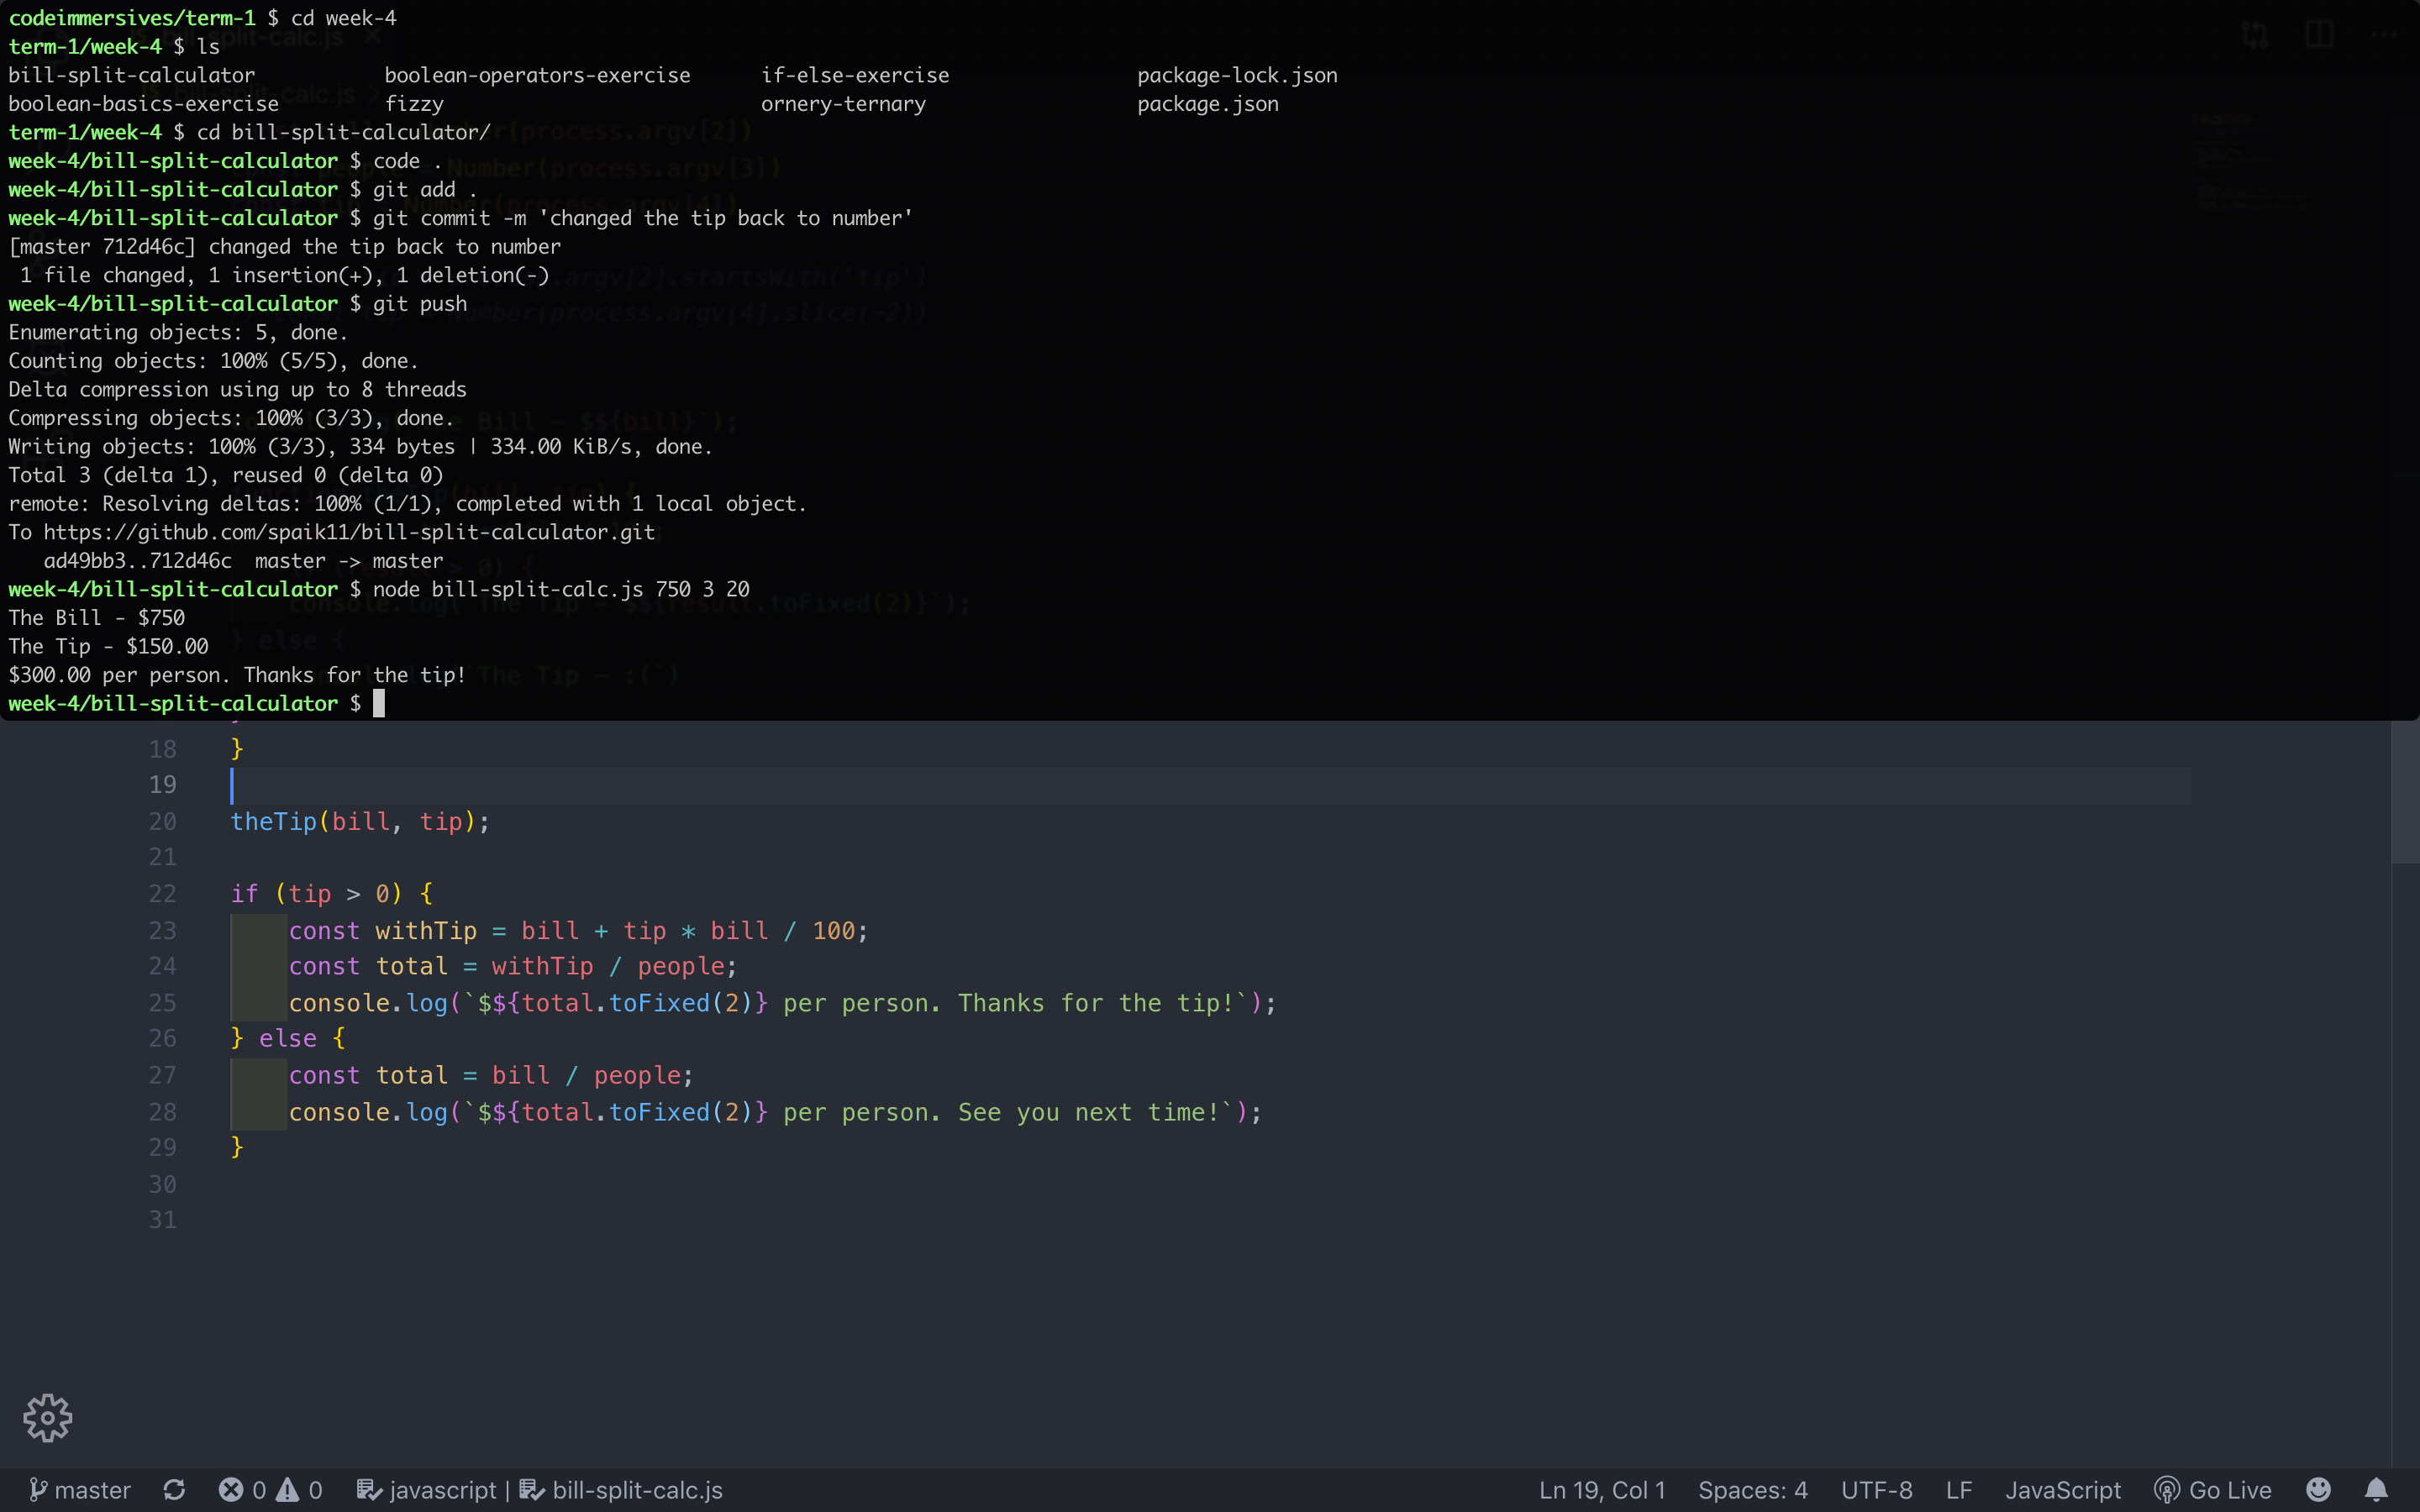 codeimmersives/term-1 $ cd week-4
term-1/week-4 $ ls
bill-split-calculator boolean-operators-exercise if-else-exercise package-lock.json
boolean-basics-exercise fizzy ornery-ternary package.json
term-1/week-4 $ cd bill-split-calculator/
week-4/bill-split-calculator $ code .
week-4/bill-split-calculator $ git add .
week-4/bill-split-calculator $ git commit -m 'changed the tip back to number'
[master 712d46c] changed the tip back to number
 1 file changed, 1 insertion(+), 1 deletion(-)
week-4/bill-split-calculator $ git push
Enumerating objects: 5, done.
Counting objects: 100% (5/5), done.
Delta compression using up to 8 threads
Compressing objects: 100% (3/3), done.
Writing objects: 100% (3/3), 334 bytes | 334.00 KiB/s, done.
Total 3 (delta 1), reused 0 (delta 0)
remote: Resolving deltas: 100% (1/1), completed with 1 local object.
To https://github.com/spaik11/bill-split-calculator.git
   ad49bb3..712d46c  master -> master
week-4/bill-split-calculator $ node bill-split-calc.js 750 3 20
The Bill - $750
The Tip - $150.00
$300.00 per person. Thanks for the tip!
week-4/bill-split-calculator $
18 }
19
20 theTip(bill, tip);
21
22 if (tip > 0) {
23     const withTip = bill + tip * bill / 100;
24     const total = withTip / people;
25     console.log(`$${total.toFixed(2)} per person. Thanks for the tip!`);
26 } else {
27     const total = bill / people;
28     console.log(`$${total.toFixed(2)} per person. See you next time!`);
29 }
30
31
master 0 0 javascript | bill-split-calc.js Ln 19, Col 1 Spaces: 4 UTF-8 LF JavaScript Go Live